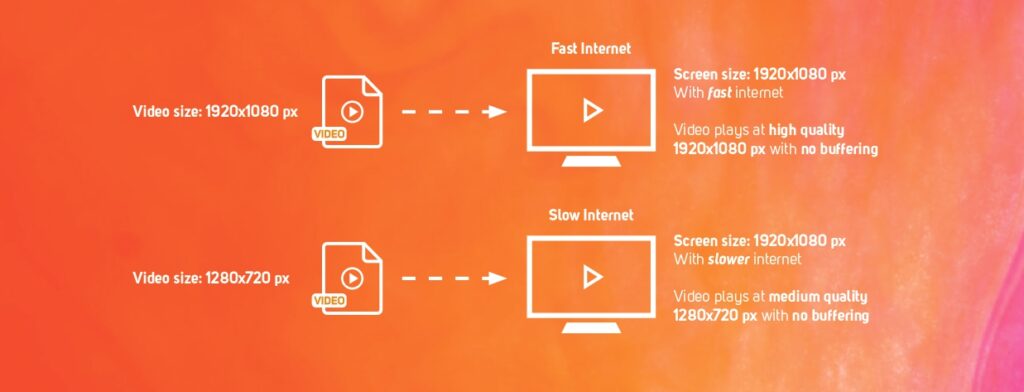 Fast Internet
Video size: 1920x1080 px
VIDEO
Screen size: 1920x1080 px
With fast internet
Video plays at high quality
1920x1080 px with no buffering
Slow Internet
Video size: 1280x720 px
VIDEO
Screen size: 1920x1080 px
With slower internet
Video plays at medium quality
1280x720 px with no buffering